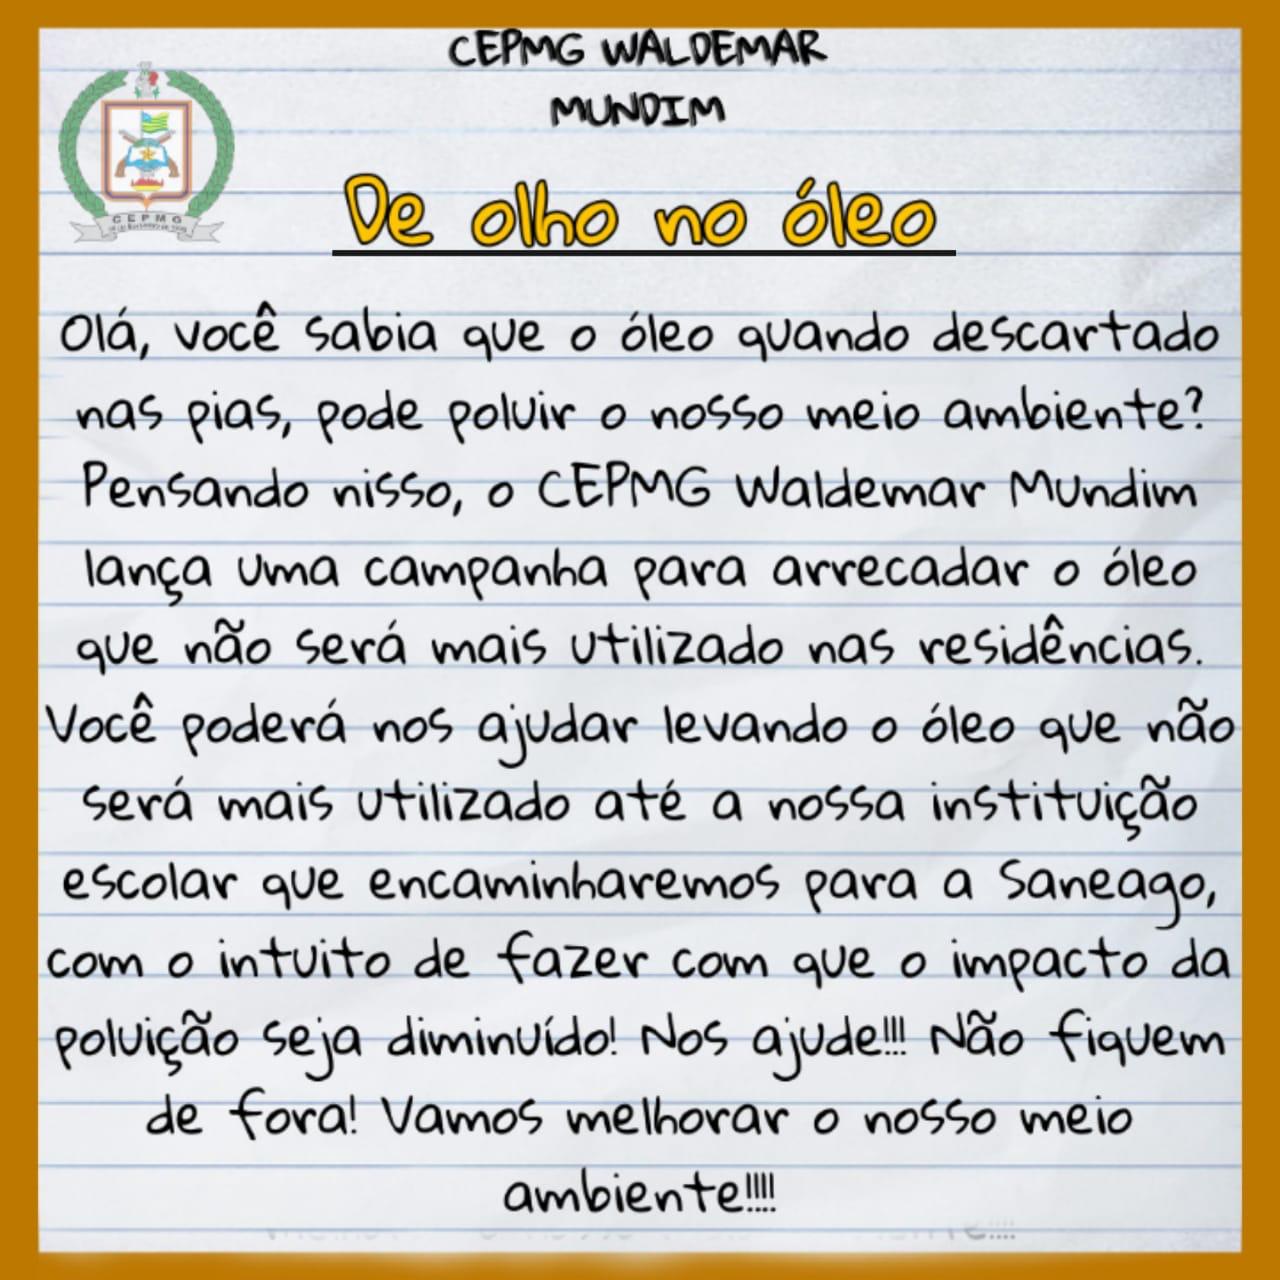 CEPMG WALDEMAR
MUNDIM
CEPMG
De olho no óleo
Olá, você sabia que o óleo quando descartado
nas pias, pode poluir o nosso meio ambiente?
Pensando nisso, o CEPMG Waldemar Mundim
lança uma campanha para arrecadar o óleo
que não será mais utilizado nas residências.
Você poderá nos ajudar levando o óleo que não
será mais utilizado até a nossa instituição
escolar que encaminharemos para a Saneago,
com o intuito de fazer com que o impacto da
poluição seja diminuído! Nos ajude!!! Não fiquem
de fora! Vamos melhorar o nosso meio
ambiente!!!!